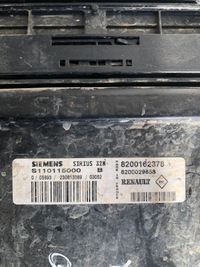 SIEMENS SIRIUS 32N
S110115000 B
8200162378
8200029658
RENAULT